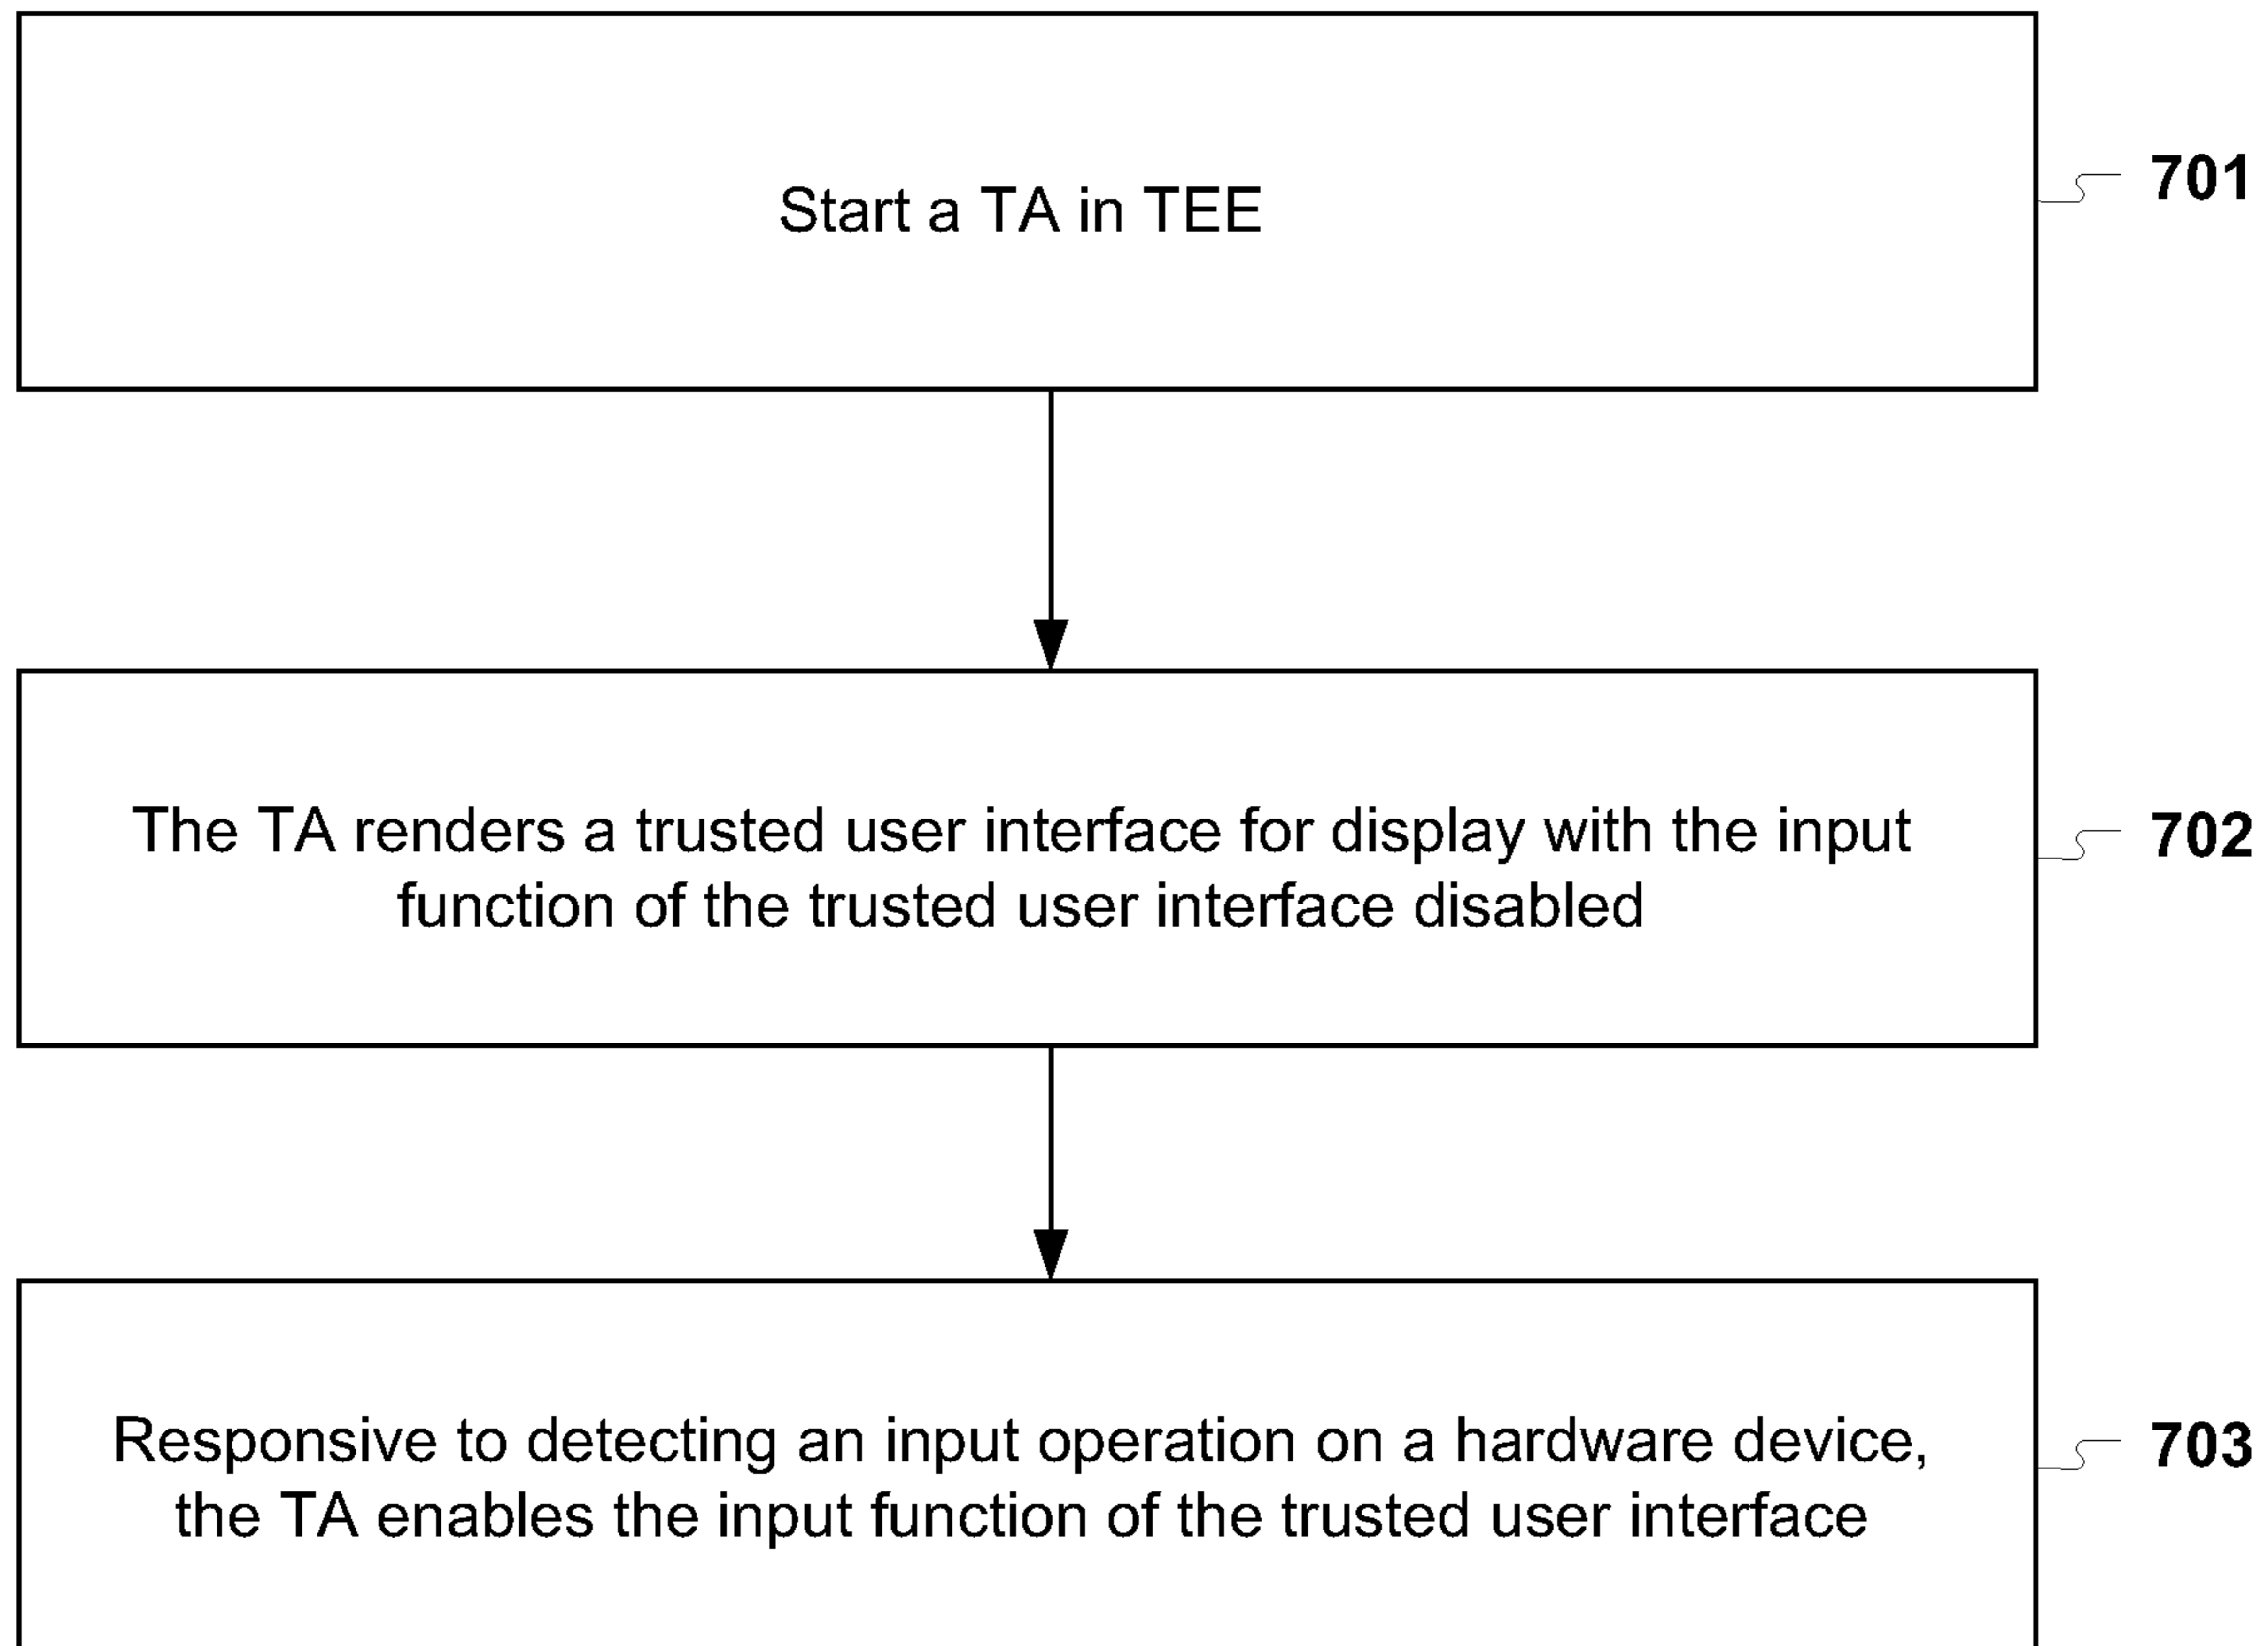 Start a TA in TEE
701
The TA renders a trusted user interface for display with the input
function of the trusted user interface disabled
702
Responsive to detecting an input operation on a hardware device,
the TA enables the input function of the trusted user interface
703